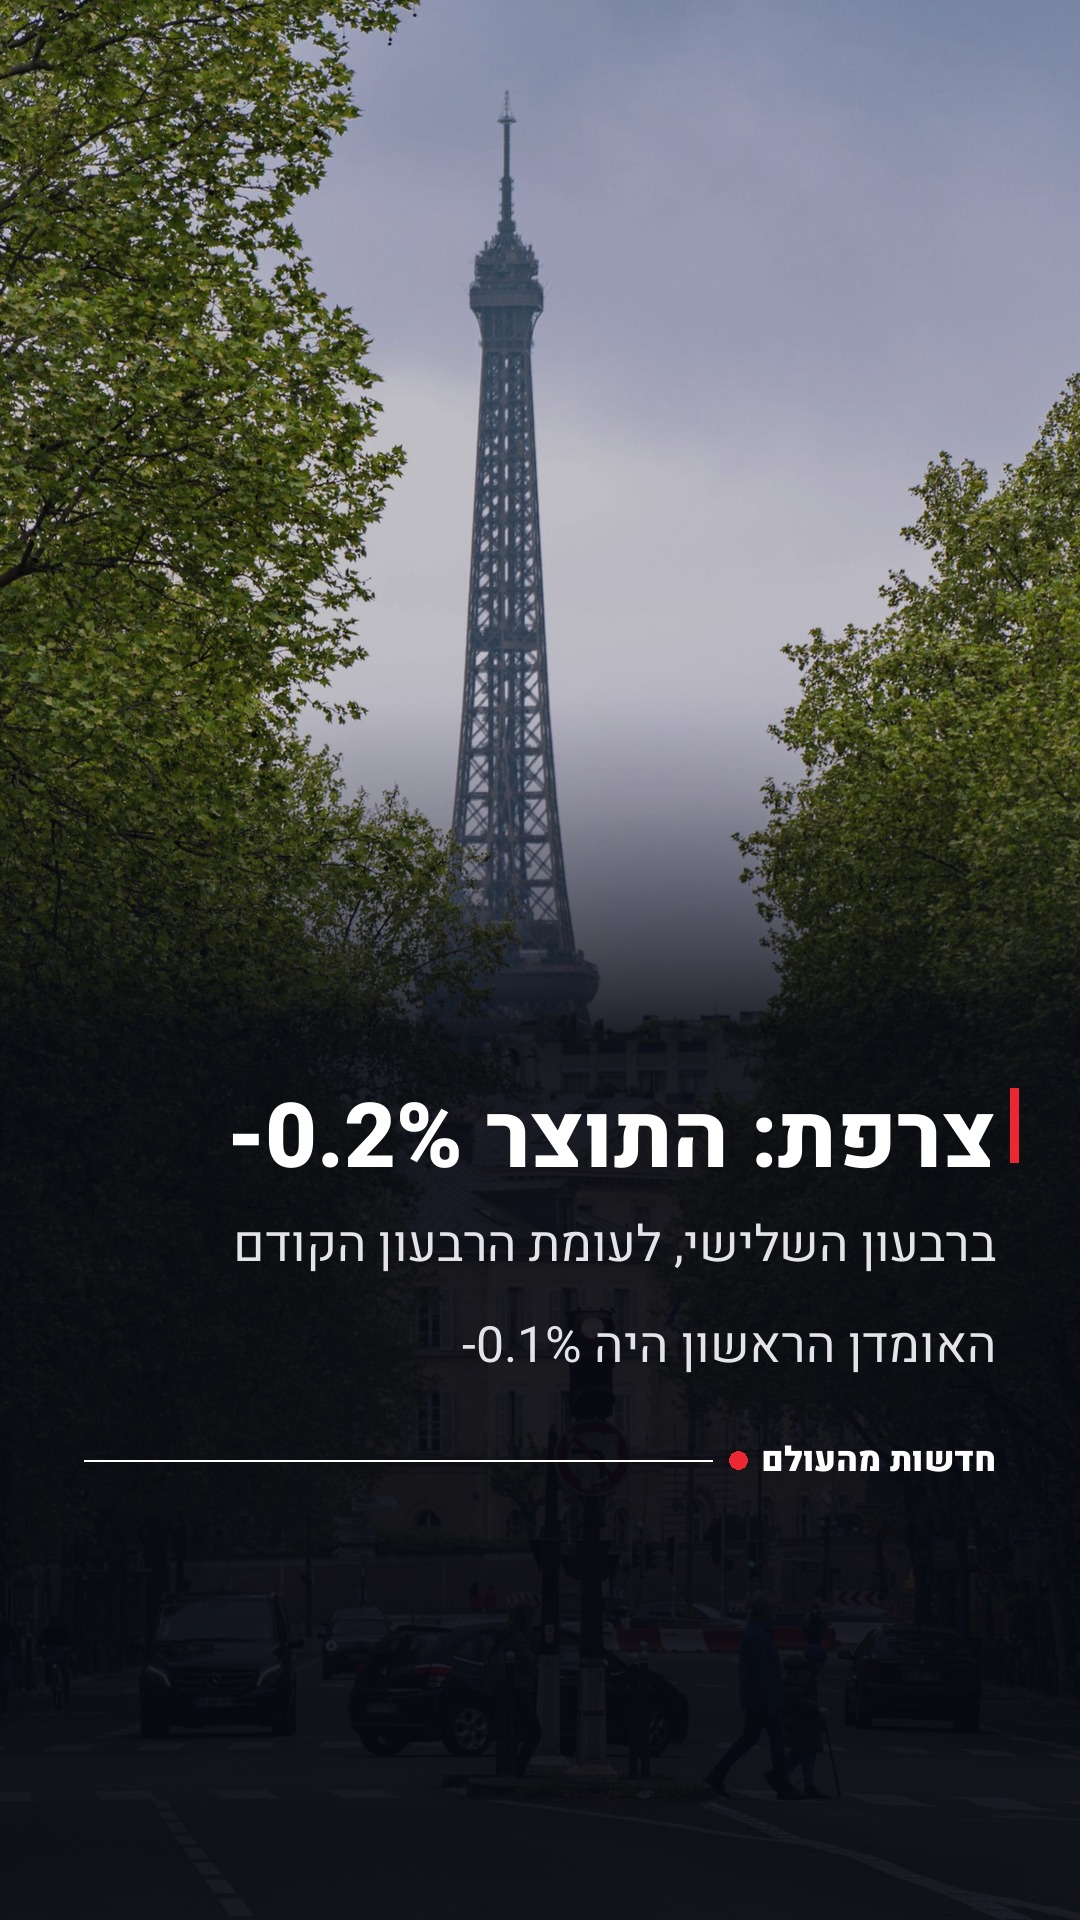 צרפת: התוצר -0.2%
ברבעון השלישי, לעומת הרבעון הקודם
האומדן הראשון היה -0.1%
חדשות מהעולם